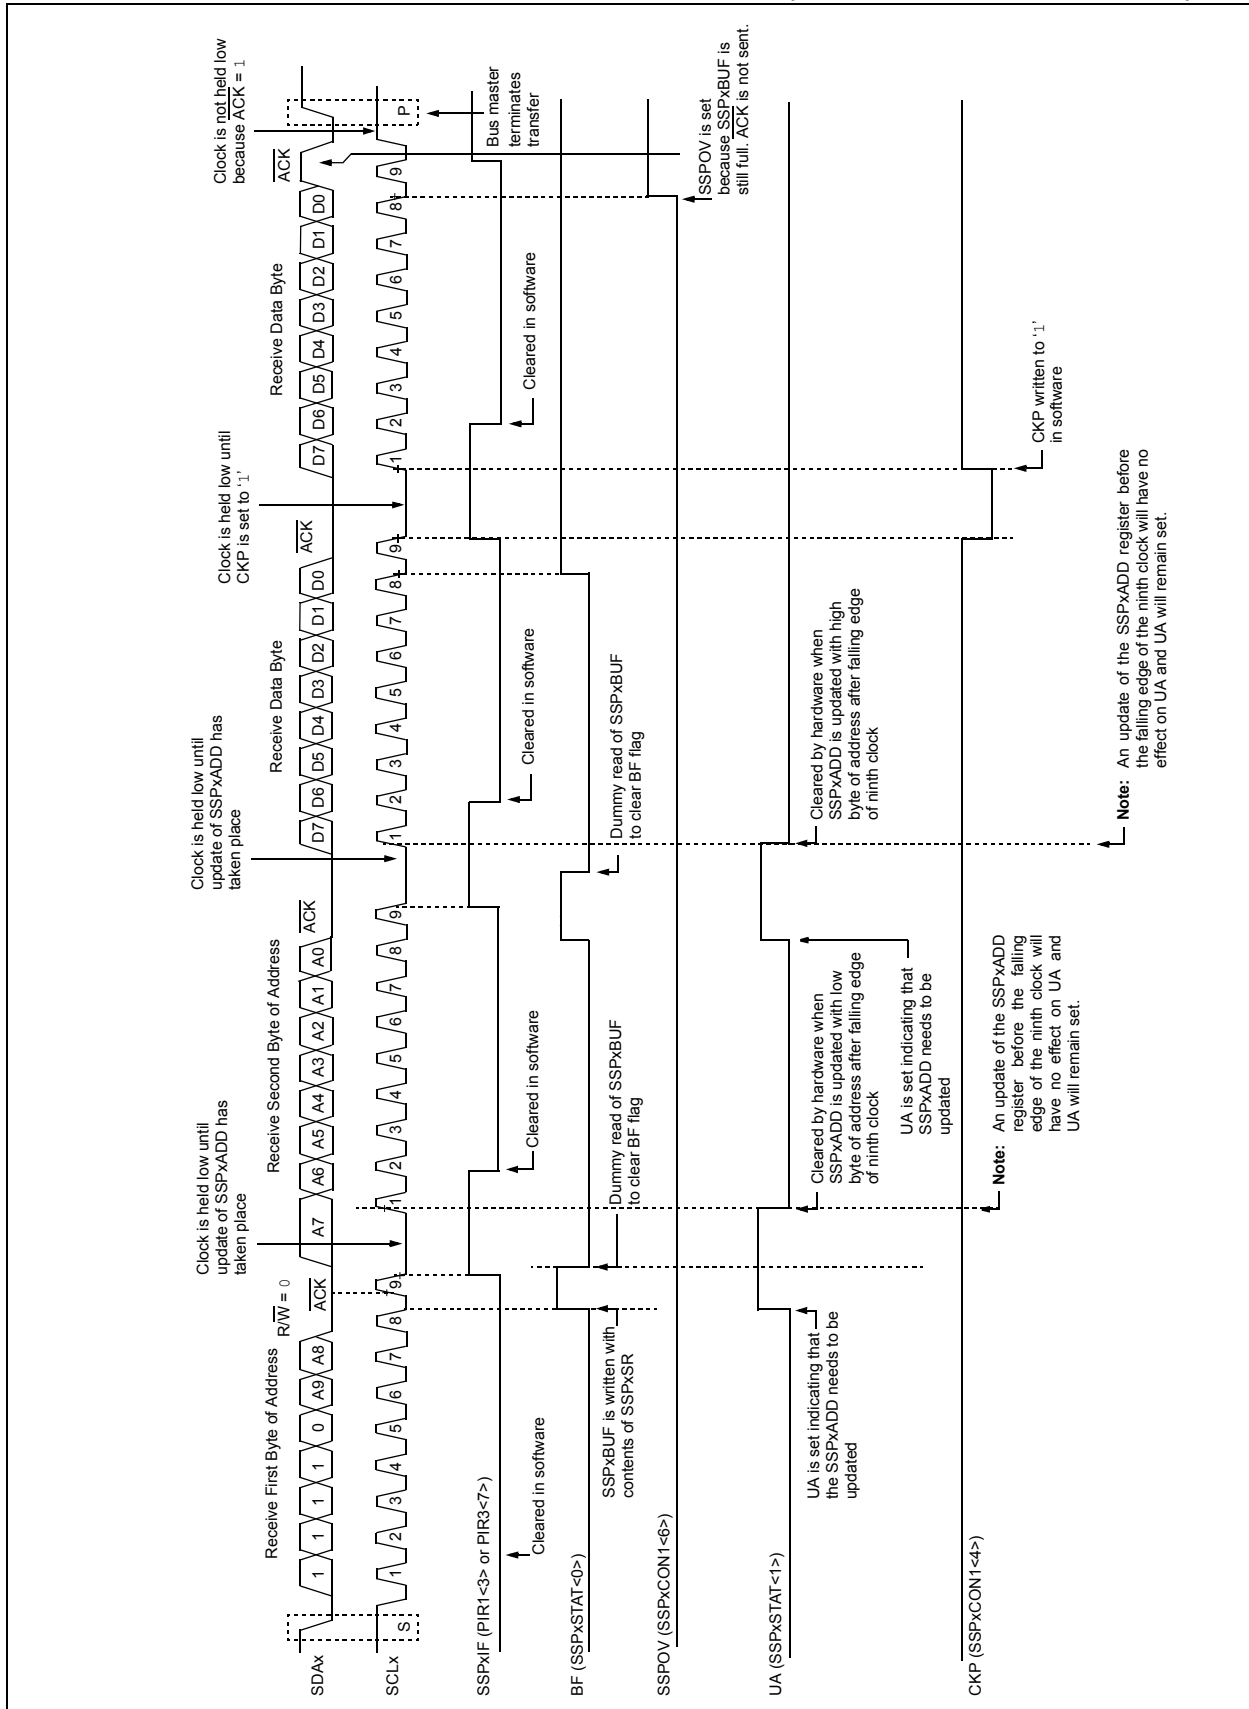 Clock is not held low
because ACK = 1
Clock is held low until
CKP is set to ‘1’
Clock is held low until
update of SSPxADD has
taken place
Clock is held low until
update of SSPxADD has
taken place
Receive First Byte of Address
R/W = 0
Receive Second Byte of Address
Receive Data Byte
Receive Data Byte
SDAx
1 1 1 1 0 A9 A8 ACK A7 A6 A5 A4 A3 A2 A1 A0 ACK D7 D6 D5 D4 D3 D2 D1 D0 ACK D7 D6 D5 D4 D3 D2 D1 D0 ACK
SCLx
S 1 2 3 4 5 6 7 8 9 1 2 3 4 5 6 7 8 9 1 2 3 4 5 6 7 8 9 1 2 3 4 5 6 7 8 9 P
Bus master
terminates
transfer
SSPxIF (PIR1<3> or PIR3<7>)
Cleared in software
Cleared in software
Cleared in software
Cleared in software
BF (SSPxSTAT<0>)
SSPxBUF is written with
contents of SSPxSR
Dummy read of SSPxBUF
to clear BF flag
Dummy read of SSPxBUF
to clear BF flag
SSPOV (SSPxCON1<6>)
SSPOV is set
because SSPxBUF is
still full. ACK is not sent.
UA (SSPxSTAT<1>)
UA is set indicating that
the SSPxADD needs to be
updated
Cleared by hardware when
SSPxADD is updated with low
byte of address after falling edge
of ninth clock
UA is set indicating that
SSPxADD needs to be
updated
Cleared by hardware when
SSPxADD is updated with high
byte of address after falling edge
of ninth clock
CKP (SSPxCON1<4>)
CKP written to ‘1’
in software
Note: An update of the SSPxADD
register before the falling
edge of the ninth clock will
have no effect on UA and
UA will remain set.
Note: An update of the SSPxADD register before
the falling edge of the ninth clock will have no
effect on UA and UA will remain set.